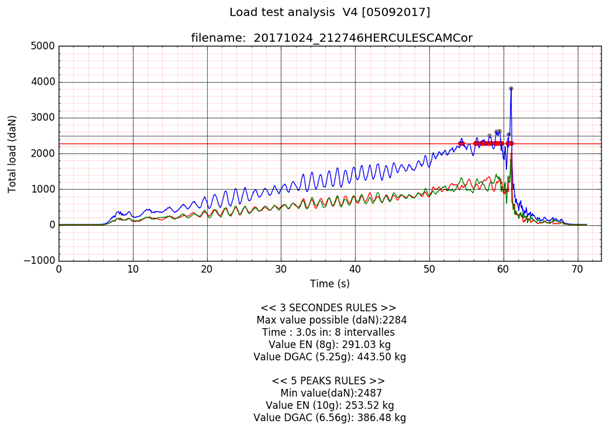 Load test analysis  V4 [05092017]
filename:  20171024_212746HERCULESCAMCor
5000
4000
3000
2000
1000
0
−1000
Total load (daN)
0 10 20 30 40 50 60 70
Time (s)
<< 3 SECONDES RULES >>
Max value possible (daN):2284
Time : 3.0s in: 8 intervalles
Value EN (8g): 291.03 kg
Value DGAC (5.25g): 443.50 kg
<< 5 PEAKS RULES >>
Min value(daN):2487
Value EN (10g): 253.52 kg
Value DGAC (6.56g): 386.48 kg